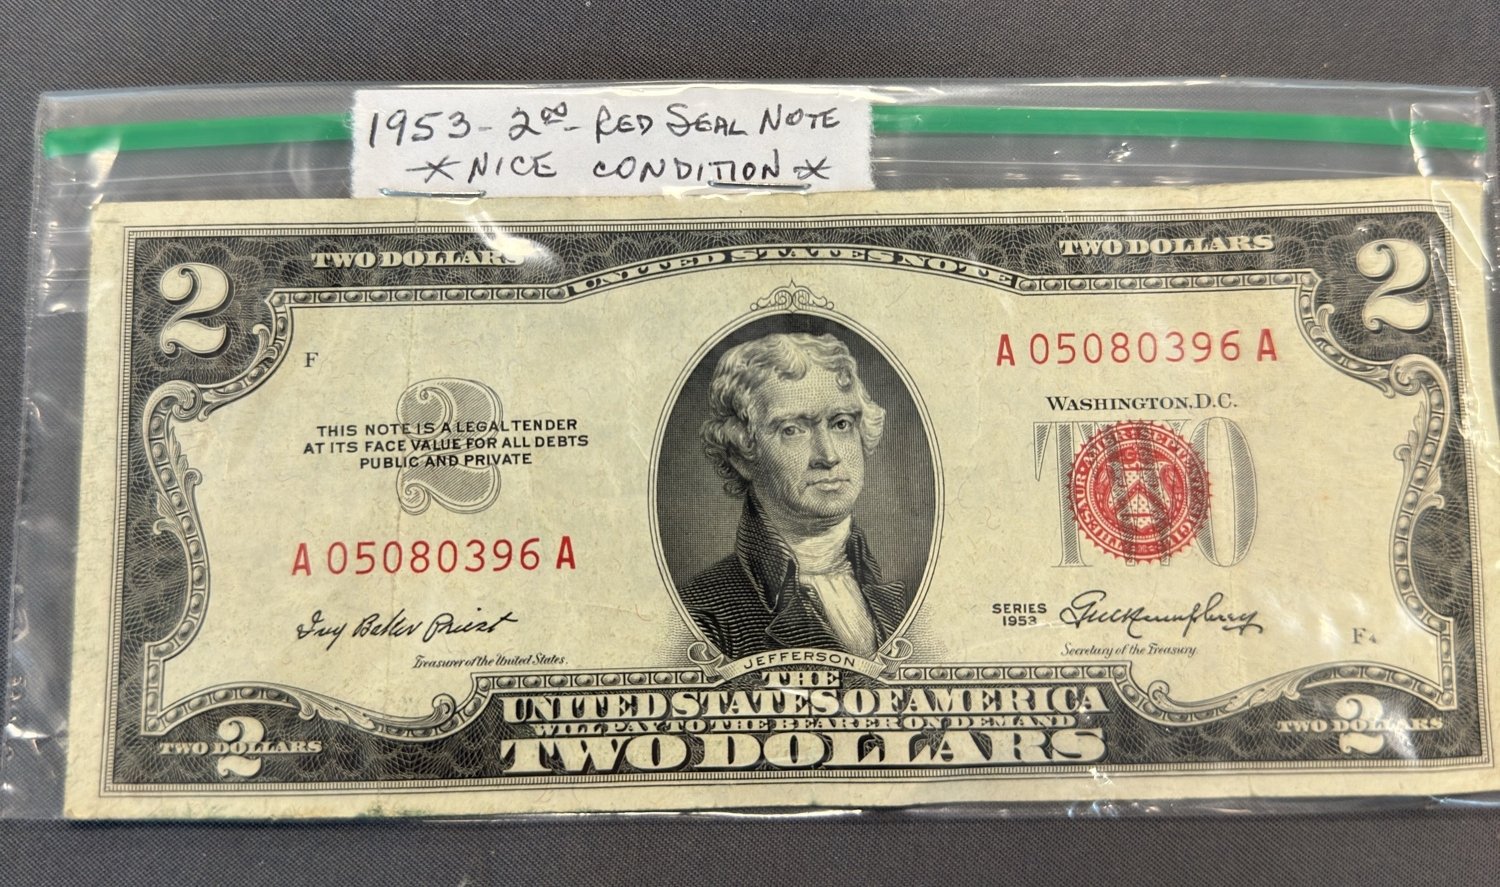 1953 - 2.00 - RED SEAL NOTE
* NICE CONDITION *
TWO DOLLARS
TWO DOLLARS
UNITED STATES NOTE
2
2
F
A 05080396 A
WASHINGTON, D.C.
2
THIS NOTE IS A LEGAL TENDER
AT ITS FACE VALUE FOR ALL DEBTS
PUBLIC AND PRIVATE
TWO
A 05080396 A
Ivy Baker Priest
Treasurer of the United States.
SERIES
1953
G M Humphrey
Secretary of the Treasury
F4
JEFFERSON
THE
UNITED STATES OF AMERICA
WILL PAY TO THE BEARER ON DEMAND
TWO DOLLARS
TWO DOLLARS
2
TWO DOLLARS
2